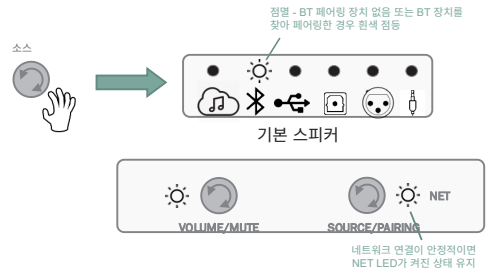 점멸 - BT 페어링 장치 없음 또는 BT 장치를
찾아 페어링한 경우 흰색 점등
소스
기본 스피커
NET
VOLUME/MUTE
SOURCE/PAIRING
네트워크 연결이 안정적이면
NET LED가 켜진 상태 유지